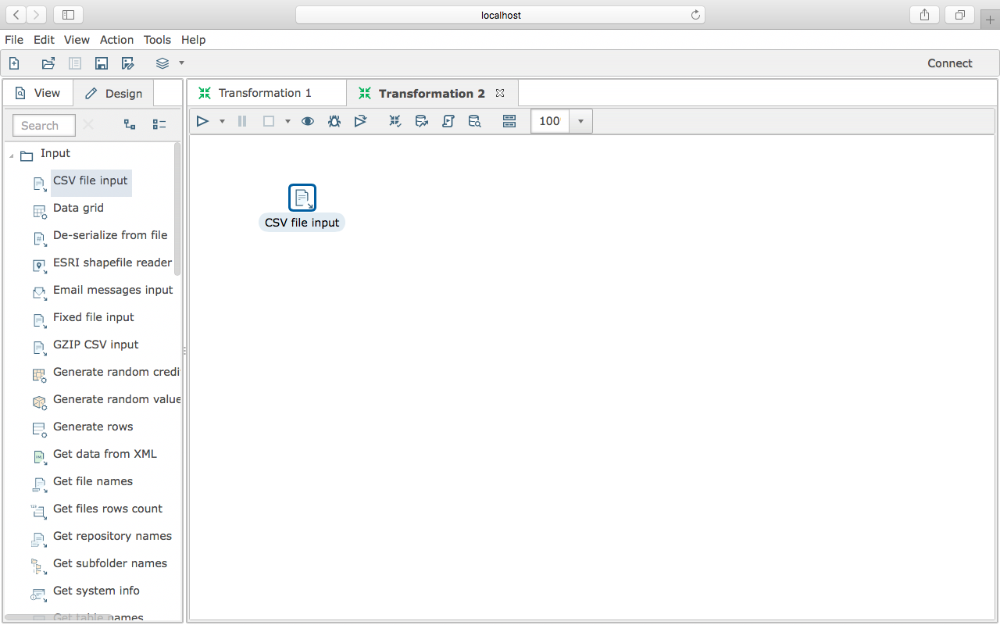 localhost
File Edit View Action Tools Help
Connect
View Design
Transformation 1 Transformation 2
Search
100
Input
CSV file input
Data grid
De-serialize from file
ESRI shapefile reader
Email messages input
Fixed file input
GZIP CSV input
Generate random credi
Generate random value
Generate rows
Get data from XML
Get file names
Get files rows count
Get repository names
Get subfolder names
Get system info
Get table names
CSV file input